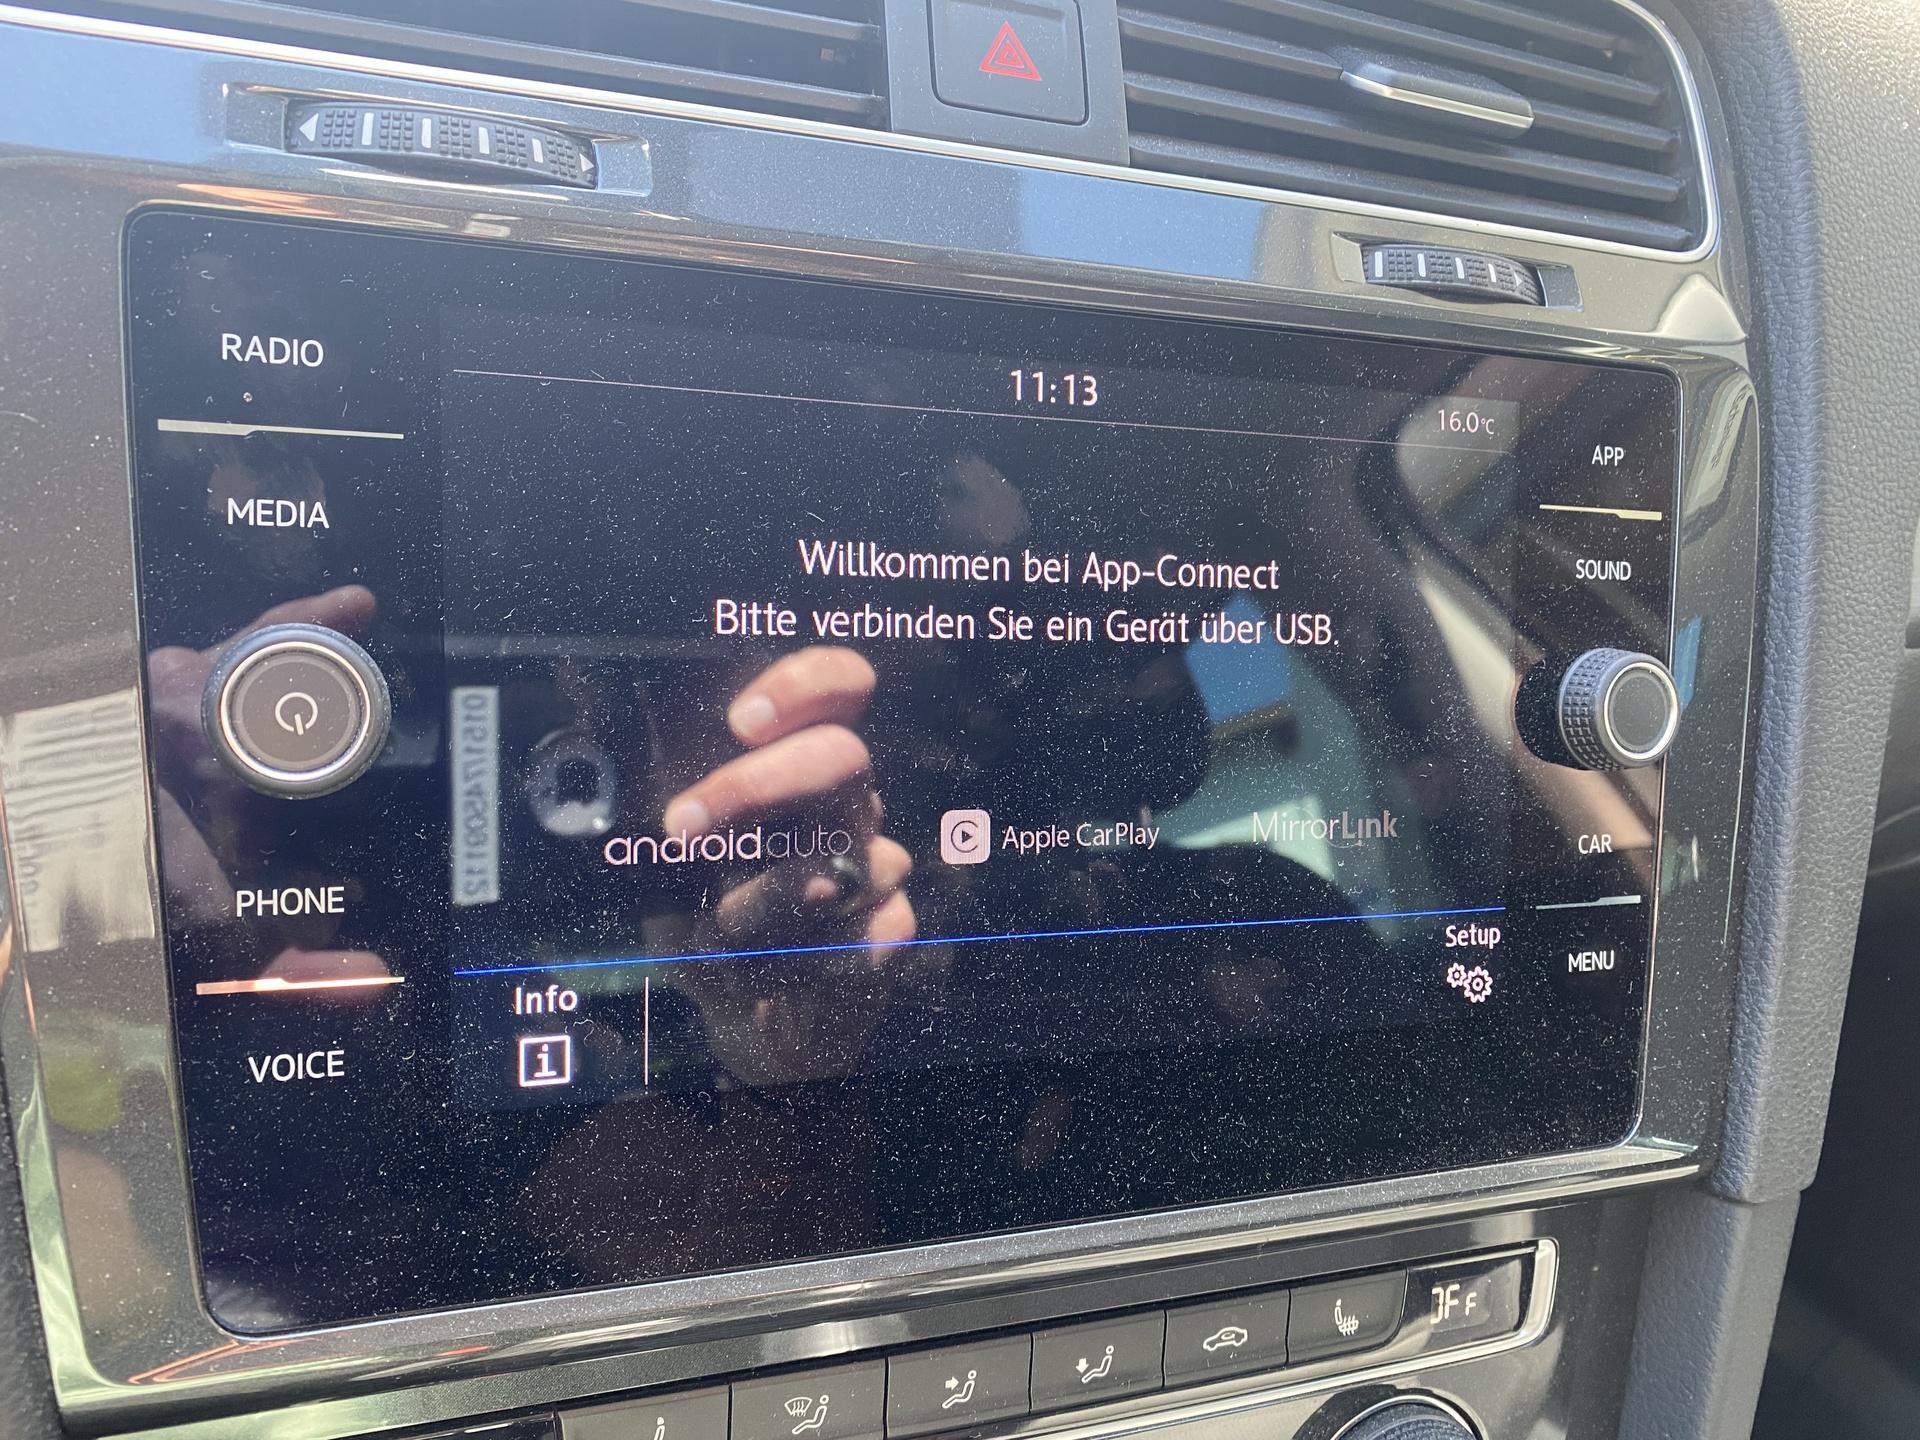 RADIO
MEDIA
PHONE
VOICE
11:13
16.0°C
Willkommen bei App-Connect
Bitte verbinden Sie ein Gerät über USB.
androidauto
Apple CarPlay
MirrorLink
Setup
Info
i
APP
SOUND
CAR
MENU
OFF